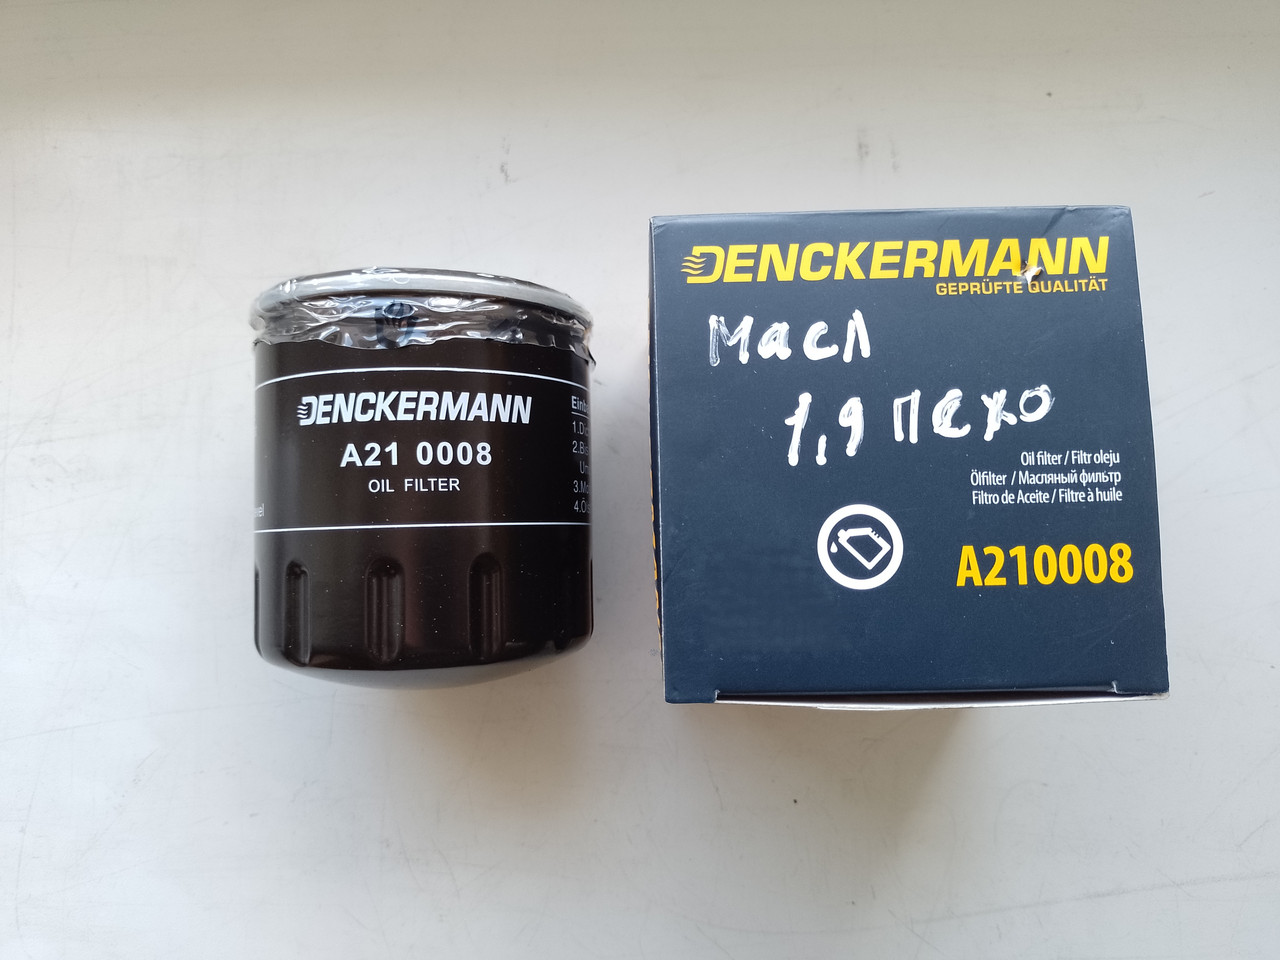 DENCKERMANN
A21 0008
OIL FILTER
DENCKERMANN
GEPRÜFTE QUALITÄT
Масл
1,9 ПЕЖО
Oil filter / Filtr oleju
Ölfilter / Масляный фильтр
Filtro de Aceite / Filtre à huile
A210008